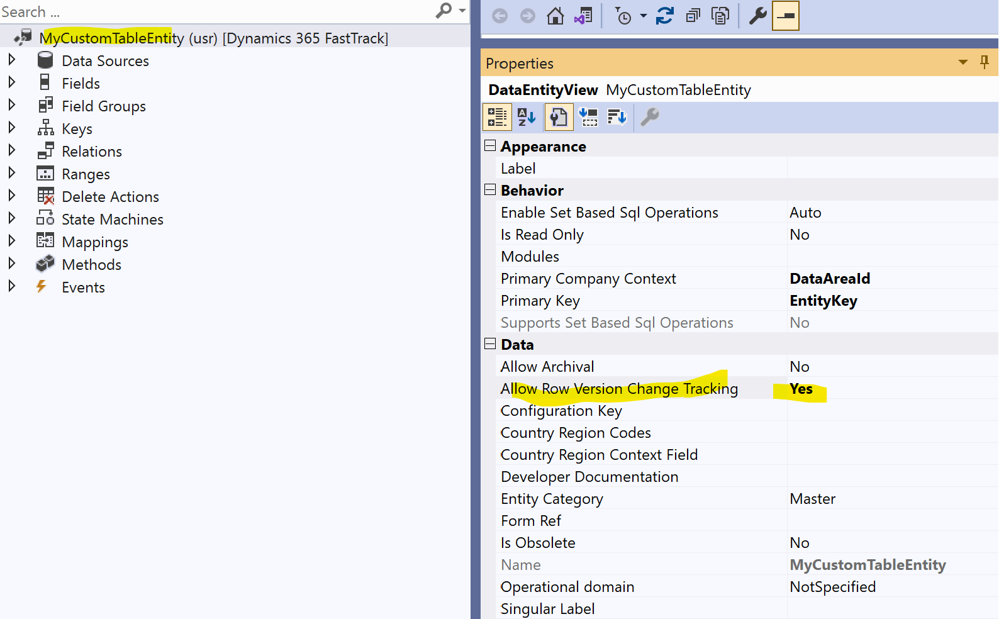 Search ...
MyCustomTableEntity (usr) [Dynamics 365 FastTrack]
Data Sources
Fields
Field Groups
Keys
Relations
Ranges
Delete Actions
State Machines
Mappings
Methods
Events
Properties
DataEntityView MyCustomTableEntity
Appearance
Label
Behavior
Enable Set Based Sql Operations Auto
Is Read Only No
Modules
Primary Company Context DataAreaId
Primary Key EntityKey
Supports Set Based Sql Operations No
Data
Allow Archival No
Allow Row Version Change Tracking Yes
Configuration Key
Country Region Codes
Country Region Context Field
Developer Documentation
Entity Category Master
Form Ref
Is Obsolete No
Name MyCustomTableEntity
Operational domain NotSpecified
Singular Label